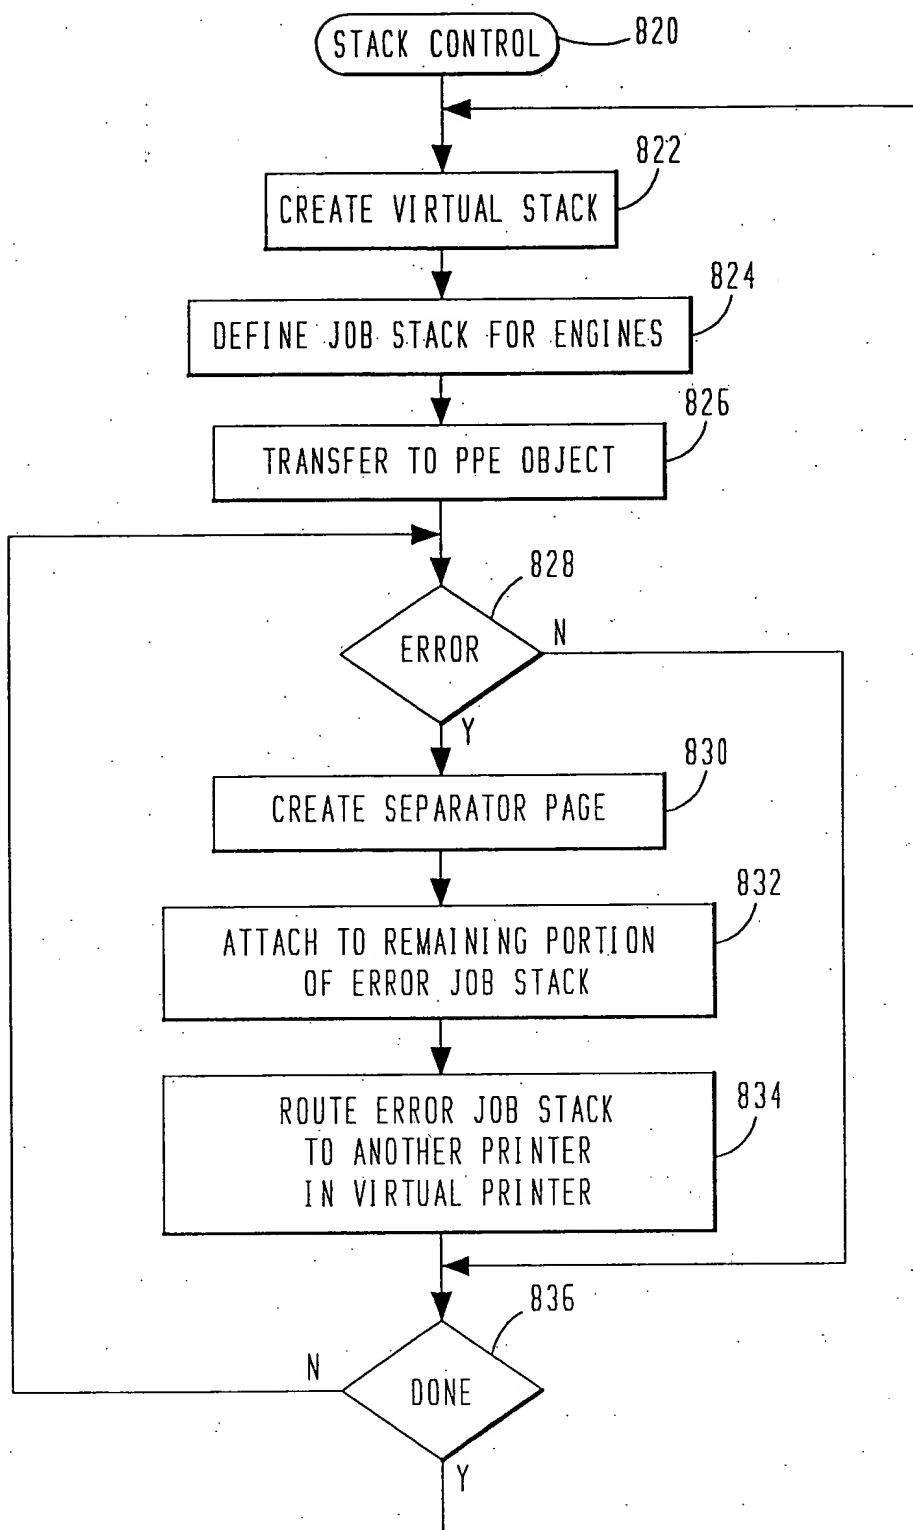 STACK CONTROL
820
822
CREATE VIRTUAL STACK
824
DEFINE JOB STACK FOR ENGINES
826
TRANSFER TO PPE OBJECT
828
ERROR
N
Y
830
CREATE SEPARATOR PAGE
832
ATTACH TO REMAINING PORTION
OF ERROR JOB STACK
834
ROUTE ERROR JOB STACK
TO ANOTHER PRINTER
IN VIRTUAL PRINTER
836
N
DONE
Y